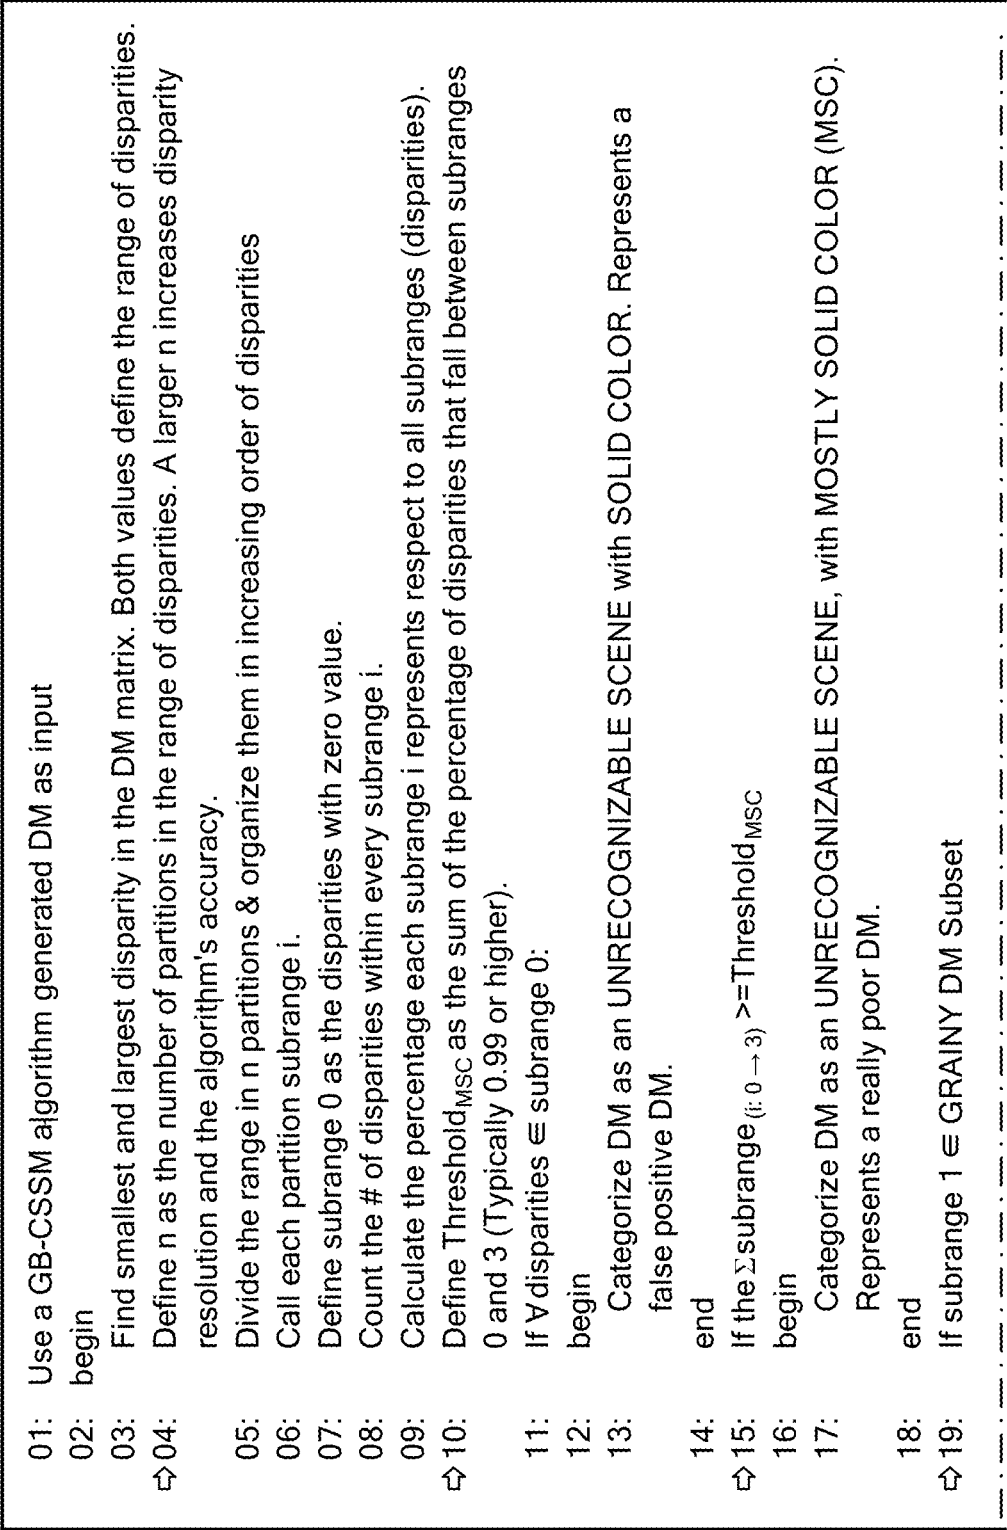 01: Use a GB-CSSM algorithm generated DM as input
02: begin
03: Find smallest and largest disparity in the DM matrix. Both values define the range of disparities.
⇨04: Define n as the number of partitions in the range of disparities. A larger n increases disparity
resolution and the algorithm's accuracy.
05: Divide the range in n partitions & organize them in increasing order of disparities
06: Call each partition subrange i.
07: Define subrange 0 as the disparities with zero value.
08: Count the # of disparities within every subrange i.
09: Calculate the percentage each subrange i represents respect to all subranges (disparities).
⇨10: Define Threshold_MSC as the sum of the percentage of disparities that fall between subranges
0 and 3 (Typically 0.99 or higher).
11: If ∀ disparities ∈ subrange 0:
12: begin
13: Categorize DM as an UNRECOGNIZABLE SCENE with SOLID COLOR. Represents a
false positive DM.
14: end
⇨15: If the Σ subrange (i: 0 → 3) >=Threshold_MSC
16: begin
17: Categorize DM as an UNRECOGNIZABLE SCENE, with MOSTLY SOLID COLOR (MSC).
Represents a really poor DM.
18: end
⇨19: If subrange 1 ∈ GRAINY DM Subset